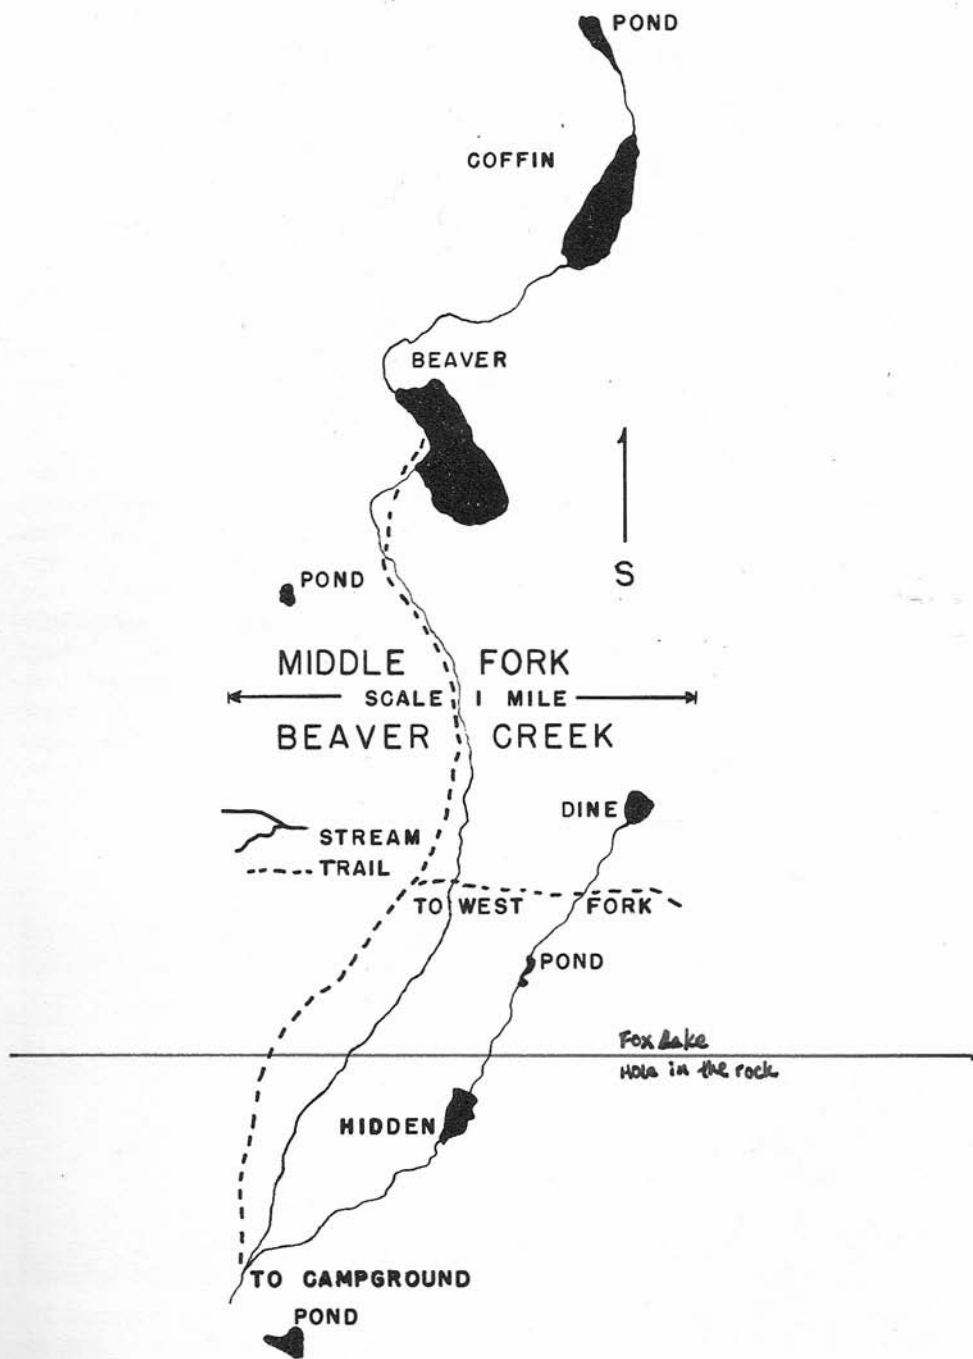 POND
COFFIN
BEAVER
S
POND
MIDDLE FORK
SCALE 1 MILE
BEAVER CREEK
DINE
STREAM
TRAIL
TO WEST FORK
POND
Fox Lake
Hole in the rock
HIDDEN
TO CAMPGROUND
POND